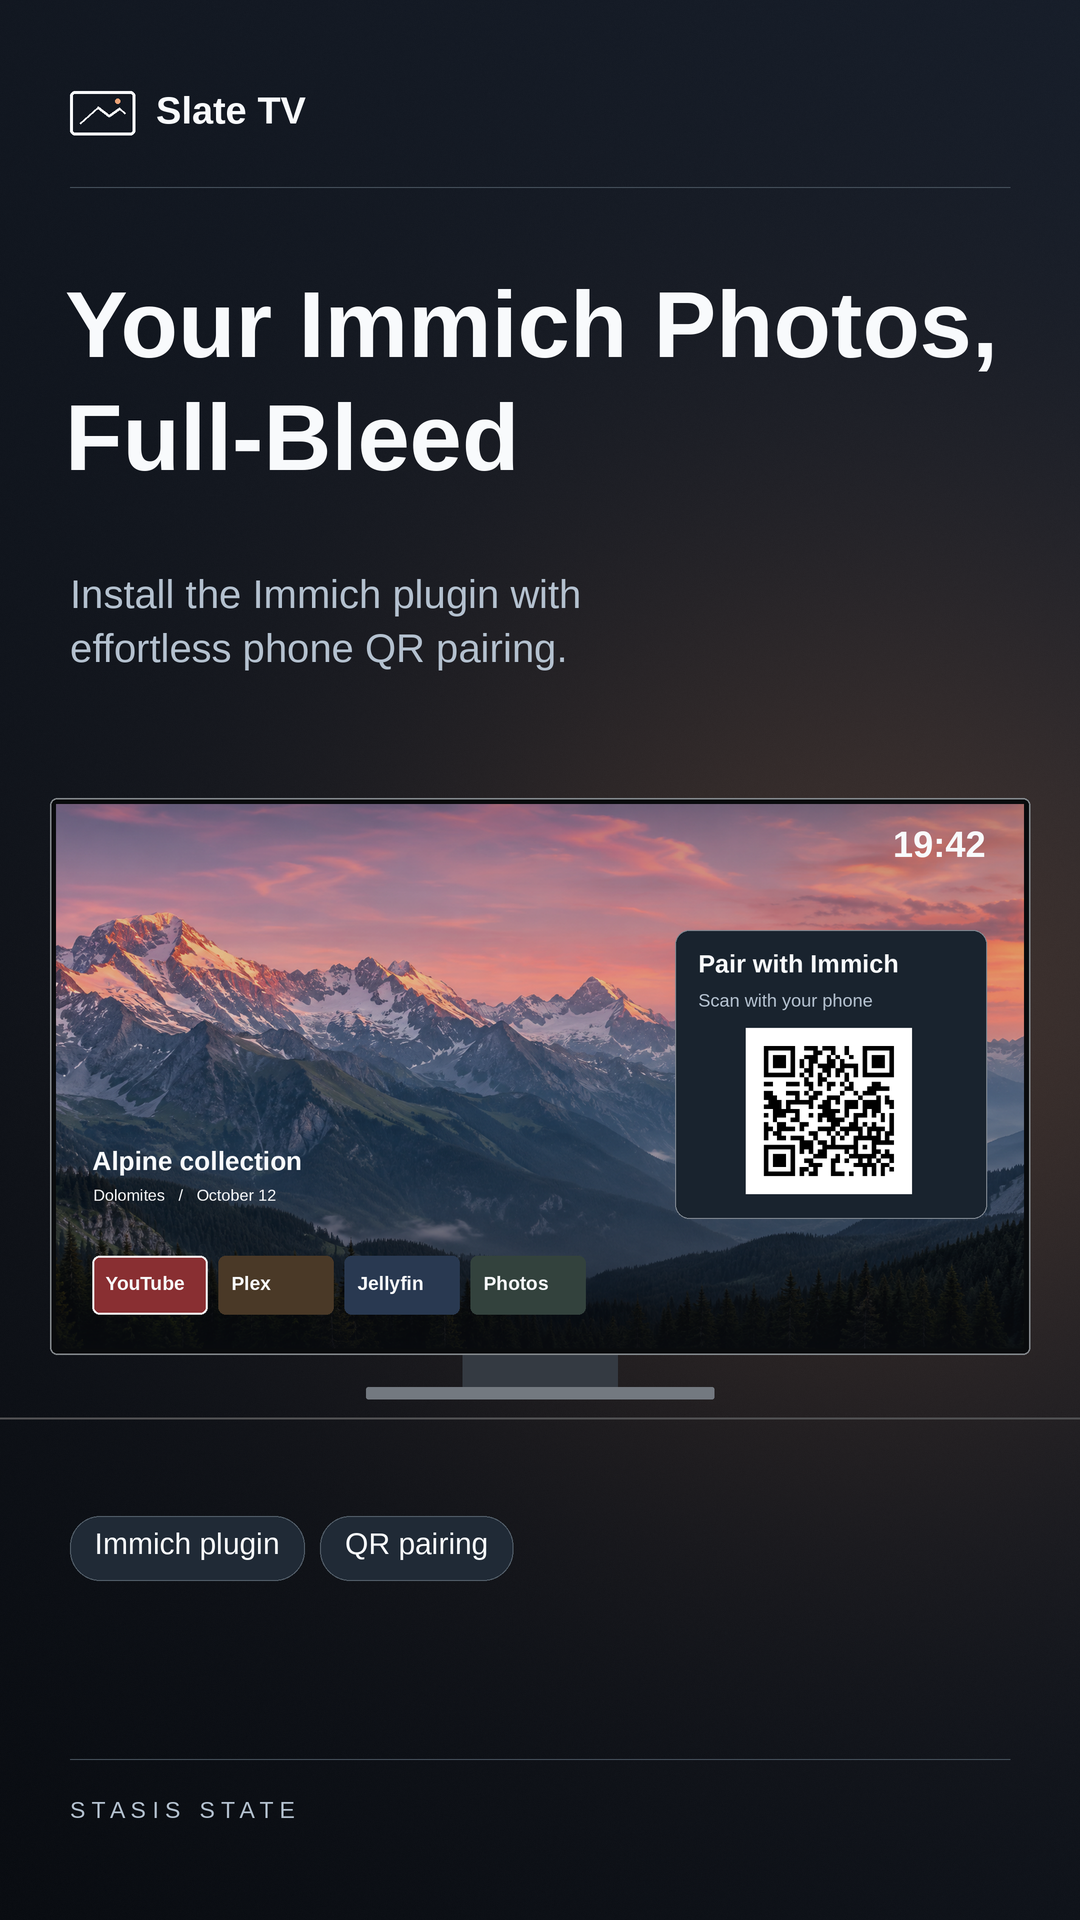 Slate TV
Your Immich Photos,
Full-Bleed
Install the Immich plugin with
effortless phone QR pairing.
19:42
Pair with Immich
Scan with your phone
Alpine collection
Dolomites / October 12
YouTube Plex Jellyfin Photos
Immich plugin QR pairing
STASIS STATE